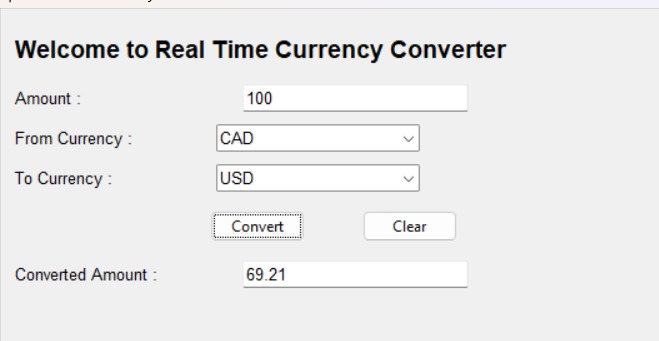 Welcome to Real Time Currency Converter
Amount : 100
From Currency : CAD
To Currency : USD
Convert Clear
Converted Amount : 69.21